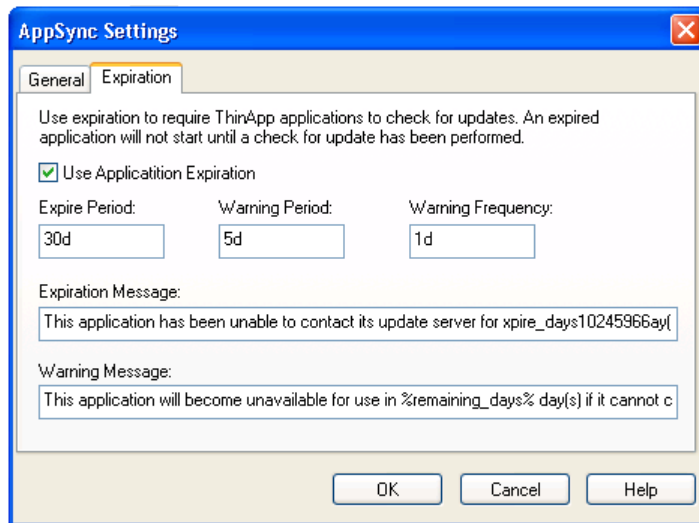 AppSync Settings
General Expiration
Use expiration to require ThinApp applications to check for updates. An expired
application will not start until a check for update has been performed.
Use Applicatition Expiration
Expire Period: Warning Period: Warning Frequency:
30d 5d 1d
Expiration Message:
This application has been unable to contact its update server for xpire_days10245966ay(
Warning Message:
This application will become unavailable for use in %remaining_days% day(s) if it cannot c
OK Cancel Help